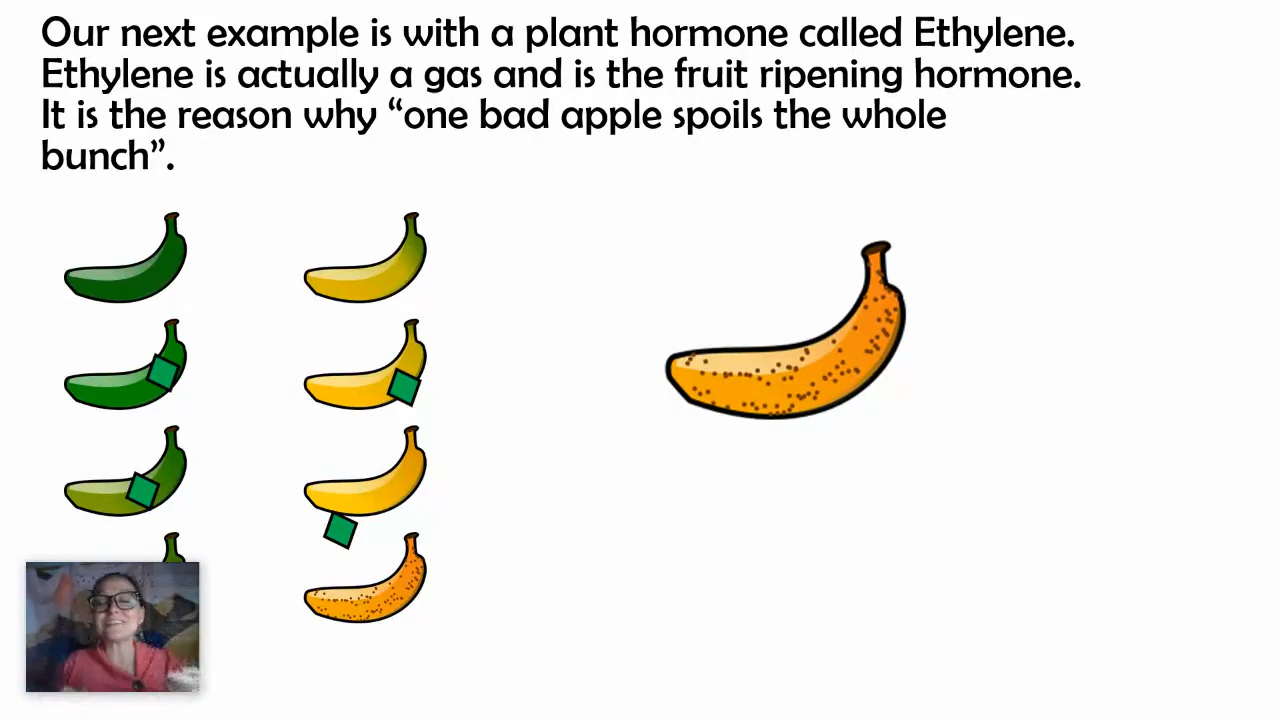 Our next example is with a plant hormone called Ethylene.
Ethylene is actually a gas and is the fruit ripening hormone.
It is the reason why “one bad apple spoils the whole
bunch”.